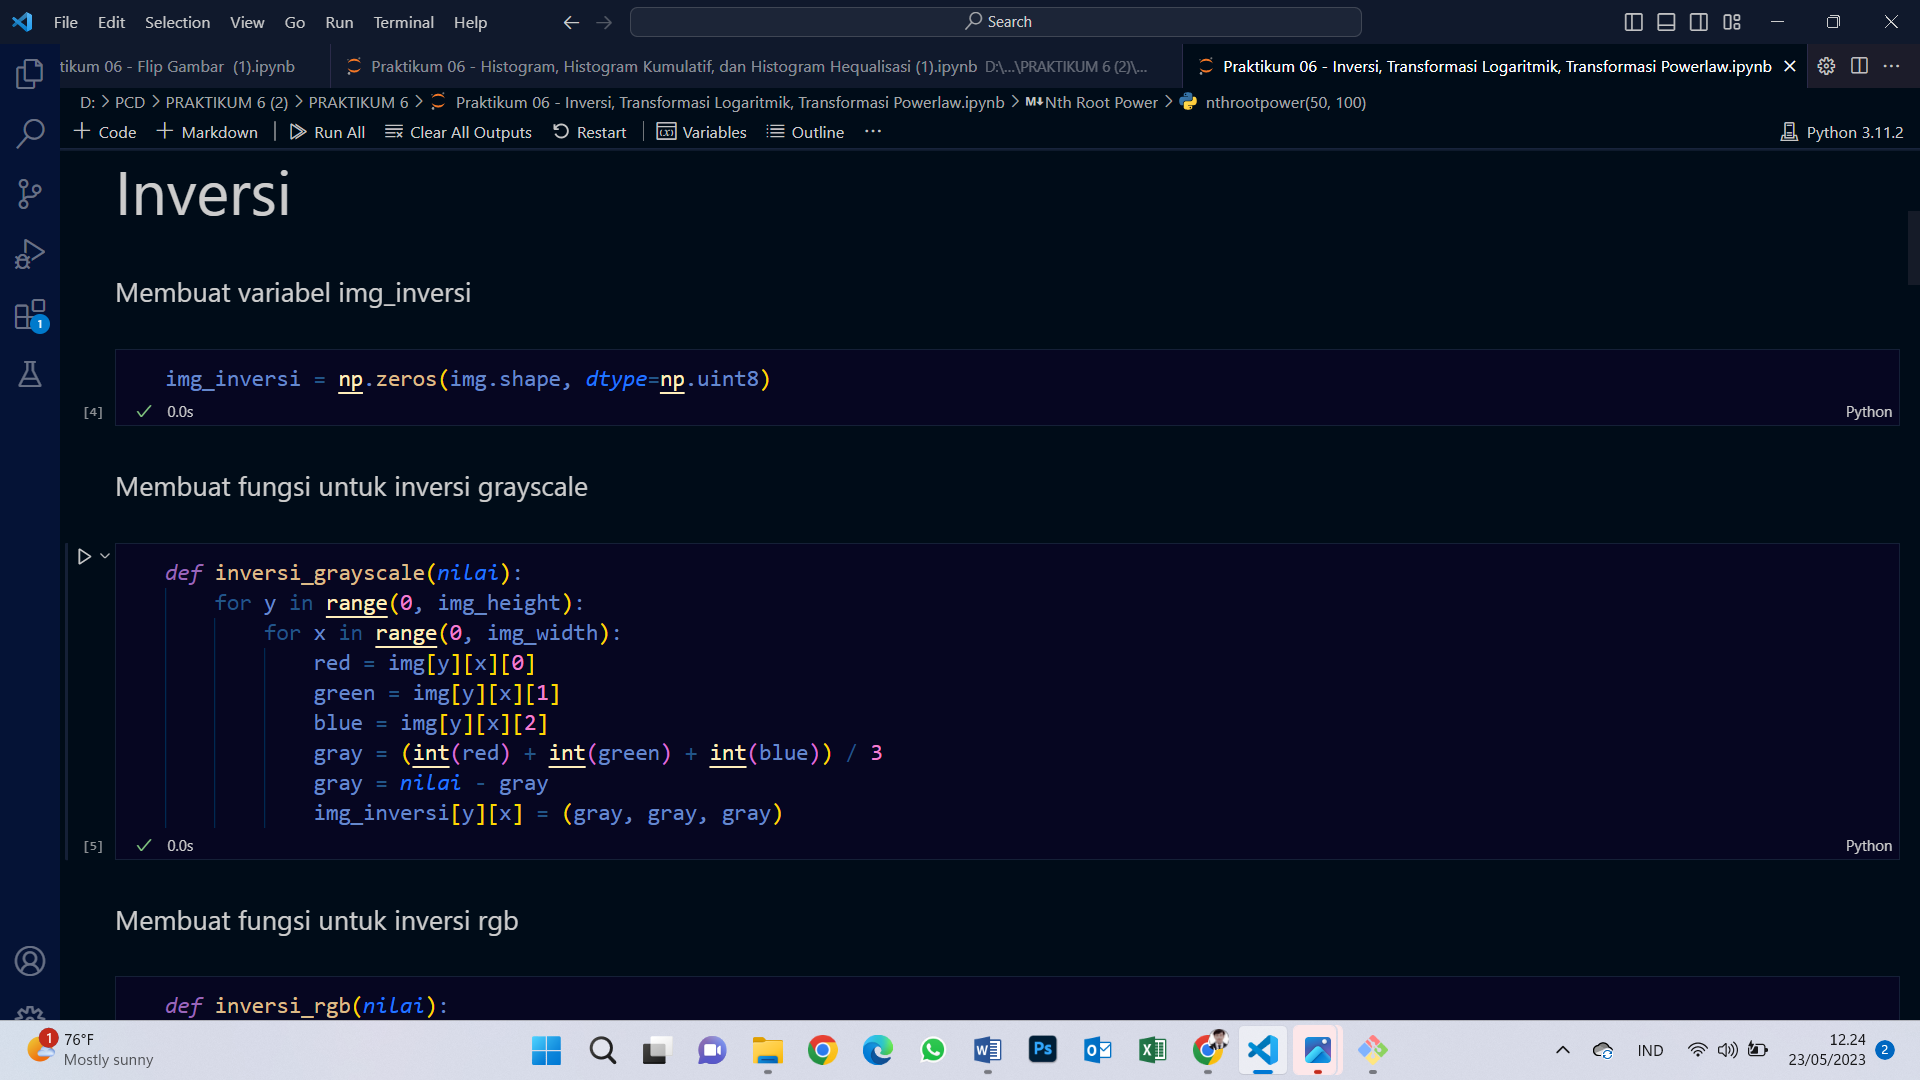 File Edit Selection View Go Run Terminal Help
Search
tikum 06 - Flip Gambar (1).ipynb
Praktikum 06 - Histogram, Histogram Kumulatif, dan Histogram Hequalisasi (1).ipynb D:\...\PRAKTIKUM 6 (2)\...
Praktikum 06 - Inversi, Transformasi Logaritmik, Transformasi Powerlaw.ipynb
D: > PCD > PRAKTIKUM 6 (2) > PRAKTIKUM 6 > Praktikum 06 - Inversi, Transformasi Logaritmik, Transformasi Powerlaw.ipynb > M↓Nth Root Power > nthrootpower(50, 100)
+ Code + Markdown | Run All Clear All Outputs Restart | Variables Outline ...
Python 3.11.2
Inversi
Membuat variabel img_inversi
img_inversi = np.zeros(img.shape, dtype=np.uint8)
[4] ✓ 0.0s Python
Membuat fungsi untuk inversi grayscale
def inversi_grayscale(nilai):
for y in range(0, img_height):
for x in range(0, img_width):
red = img[y][x][0]
green = img[y][x][1]
blue = img[y][x][2]
gray = (int(red) + int(green) + int(blue)) / 3
gray = nilai - gray
img_inversi[y][x] = (gray, gray, gray)
[5] ✓ 0.0s Python
Membuat fungsi untuk inversi rgb
def inversi_rgb(nilai):
1
1
76°F
Mostly sunny
Ps
IND
12.24
23/05/2023
2